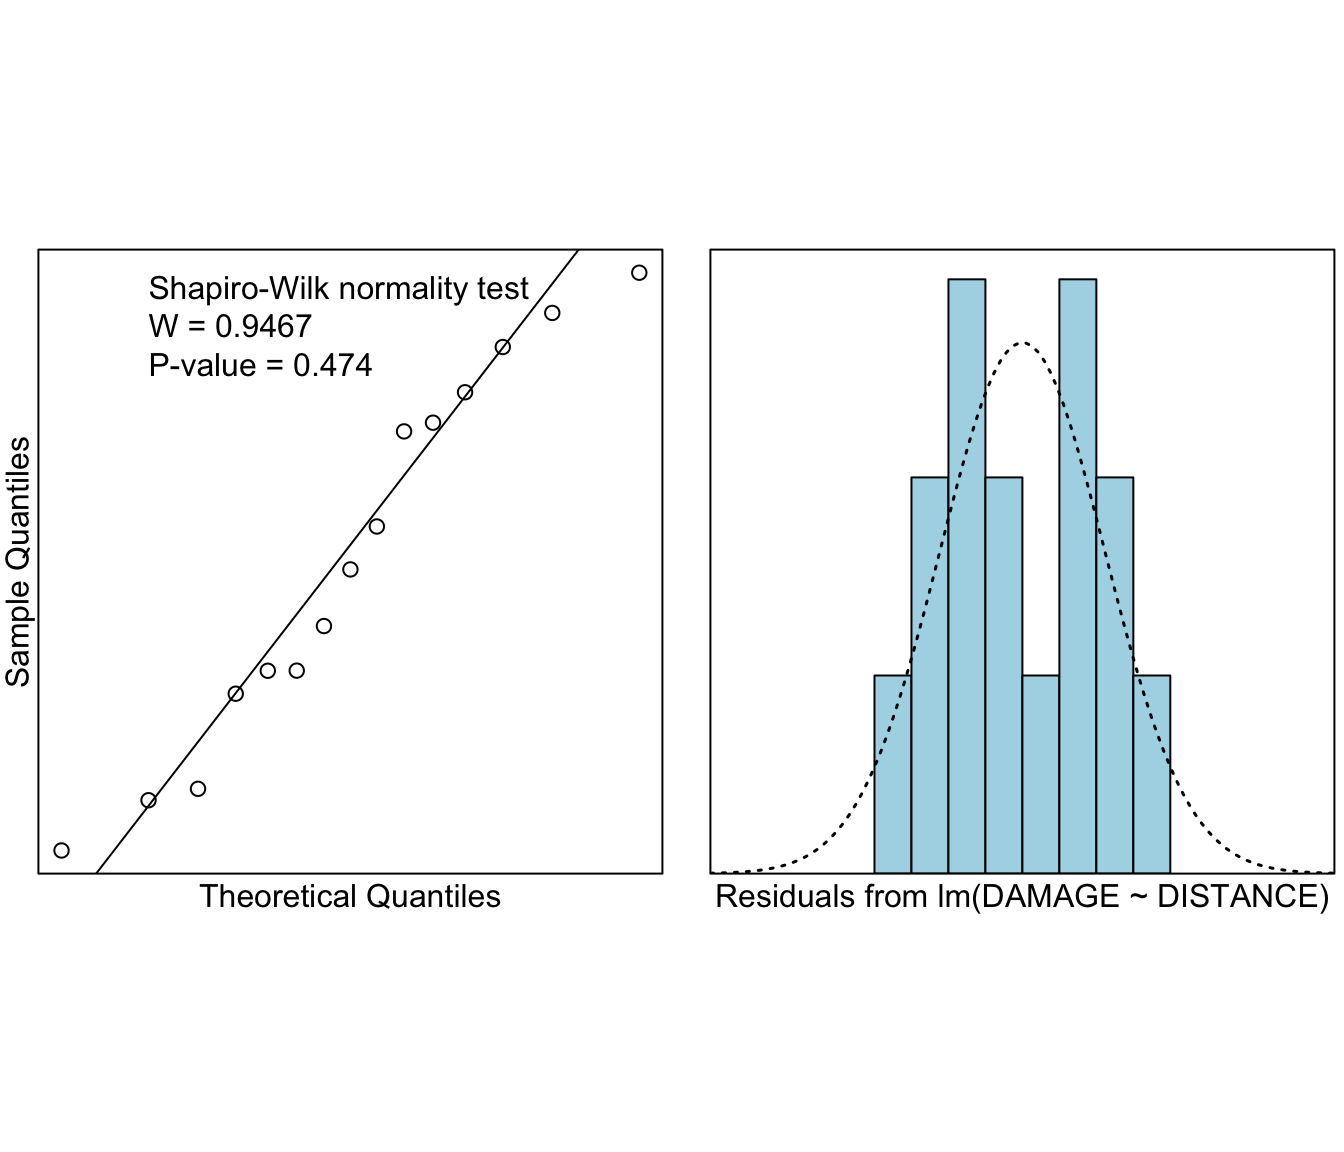 Shapiro-Wilk normality test
W = 0.9467
P-value = 0.474
Sample Quantiles
Theoretical Quantiles
Residuals from lm(DAMAGE ~ DISTANCE)